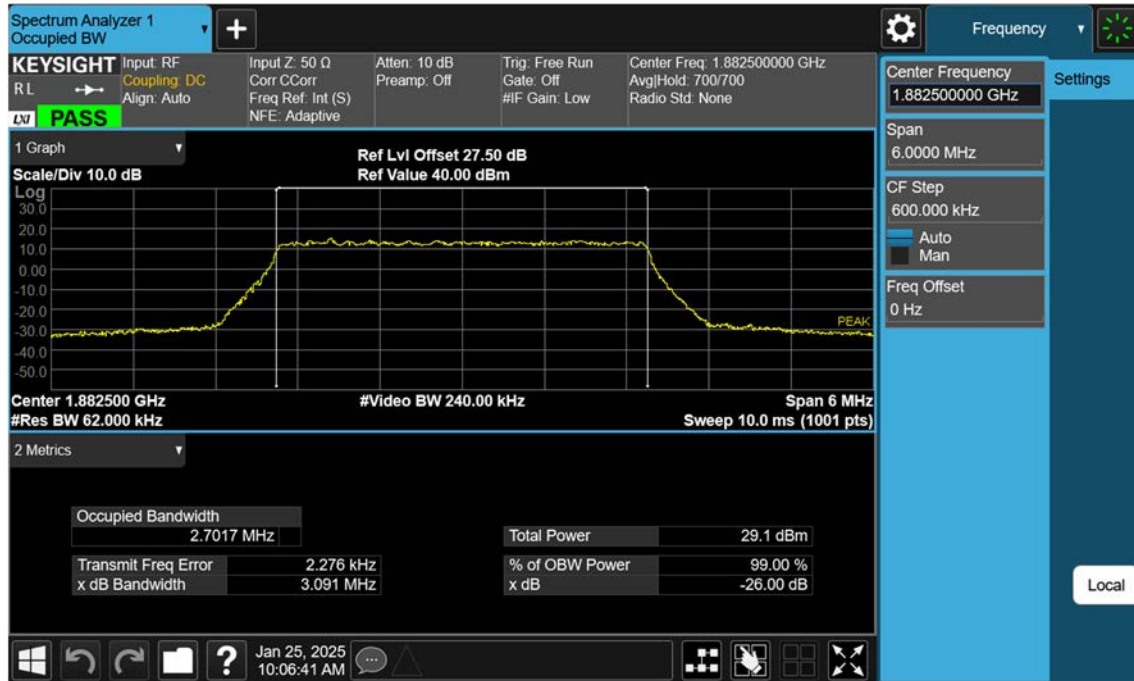 Spectrum Analyzer 1
Occupied BW
+
Frequency
KEYSIGHT
RL
LXI PASS
Input: RF
Coupling: DC
Align: Auto
Input Z: 50 Ω
Corr CCorr
Freq Ref: Int (S)
NFE: Adaptive
Atten: 10 dB
Preamp: Off
Trig: Free Run
Gate: Off
#IF Gain: Low
Center Freq: 1.882500000 GHz
Avg|Hold: 700/700
Radio Std: None
1 Graph
Scale/Div 10.0 dB
Ref Lvl Offset 27.50 dB
Ref Value 40.00 dBm
Log
30.0
20.0
10.0
0.00
-10.0
-20.0
-30.0
-40.0
-50.0
PEAK
Center 1.882500 GHz
#Res BW 62.000 kHz
#Video BW 240.00 kHz
Span 6 MHz
Sweep 10.0 ms (1001 pts)
2 Metrics
Occupied Bandwidth
2.7017 MHz
Transmit Freq Error 2.276 kHz
x dB Bandwidth 3.091 MHz
Total Power 29.1 dBm
% of OBW Power 99.00 %
x dB -26.00 dB
Center Frequency
1.882500000 GHz
Span
6.0000 MHz
CF Step
600.000 kHz
Auto
Man
Freq Offset
0 Hz
Settings
Local
?
Jan 25, 2025
10:06:41 AM